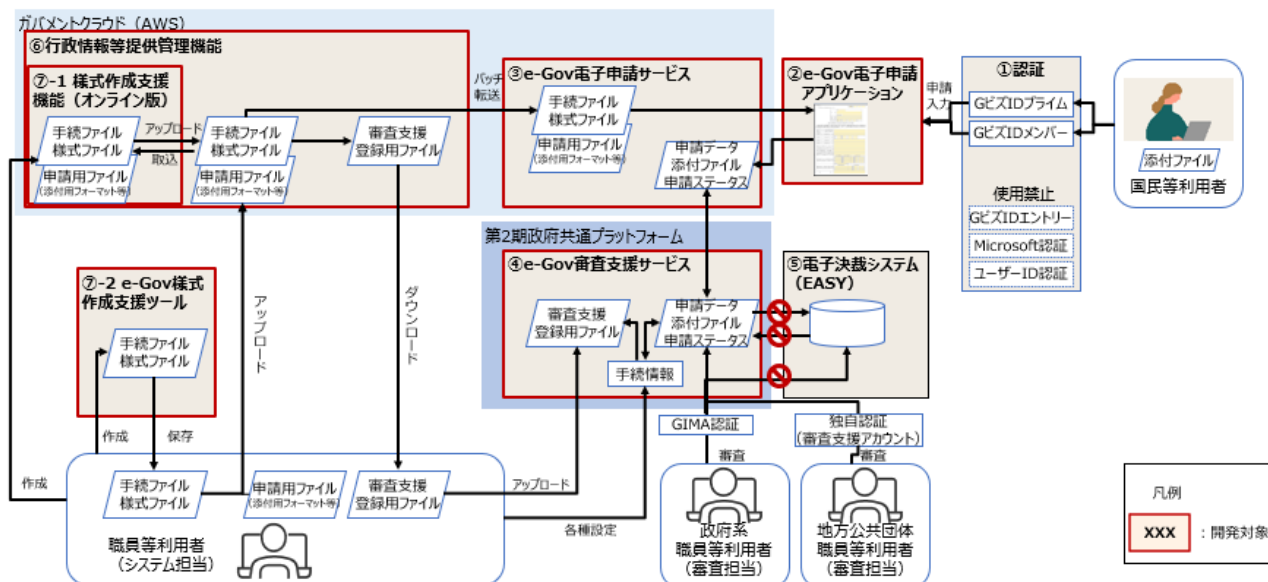 ガバメントクラウド（AWS）
⑥行政情報等提供管理機能
⑦-1 様式作成支援
機能（オンライン版）
手続ファイル
様式ファイル
申請用ファイル
(添付用フォーマット等)
アップロード
取込
手続ファイル
様式ファイル
申請用ファイル
(添付用フォーマット等)
審査支援
登録用ファイル
バッチ
転送
③e-Gov電子申請サービス
手続ファイル
様式ファイル
申請用ファイル
(添付用フォーマット等)
申請データ
添付ファイル
申請ステータス
②e-Gov電子申請
アプリケーション
申請
入力
①認証
GビズIDプライム
GビズIDメンバー
使用禁止
GビズIDエントリー
Microsoft認証
ユーザーID認証
添付ファイル
国民等利用者
第2期政府共通プラットフォーム
④e-Gov審査支援サービス
審査支援
登録用ファイル
申請データ
添付ファイル
申請ステータス
手続情報
⑤電子決裁システム
（EASY）
⑦-2 e-Gov様式
作成支援ツール
手続ファイル
様式ファイル
アップロード
ダウンロード
作成
保存
作成
手続ファイル
様式ファイル
申請用ファイル
(添付用フォーマット等)
審査支援
登録用ファイル
職員等利用者
（システム担当）
アップロード
各種設定
GIMA認証
審査
政府系
職員等利用者
（審査担当）
独自認証
（審査支援アカウント）
審査
地方公共団体
職員等利用者
（審査担当）
凡例
XXX
：開発対象